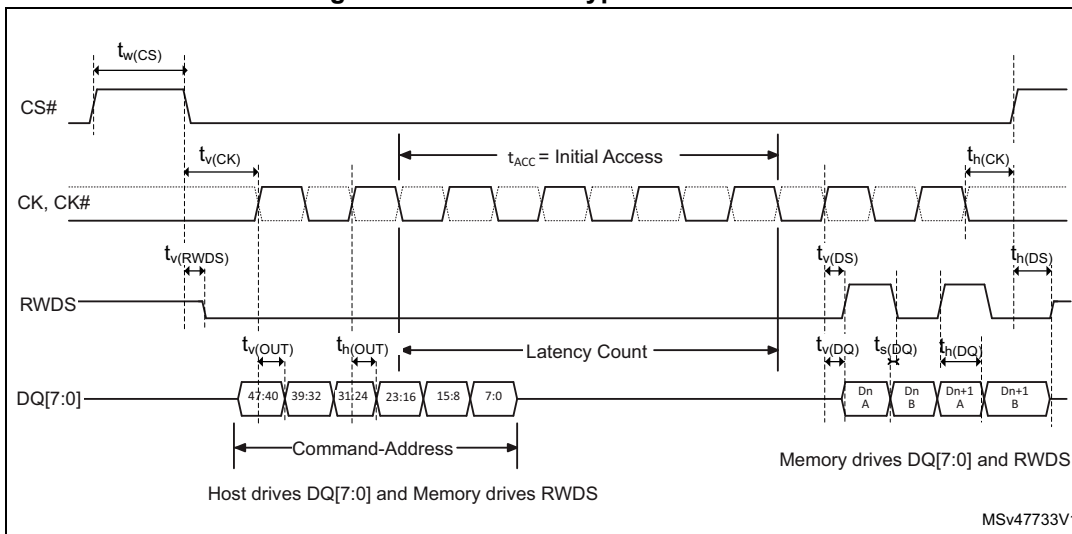 tw(CS)
CS#
tv(CK)
tACC = Initial Access
th(CK)
CK, CK#
tv(RWDS)
tv(DS)
th(DS)
RWDS
tv(OUT)
th(OUT)
Latency Count
tv(DQ)
ts(DQ)
th(DQ)
DQ[7:0]
47:40 39:32 31:24 23:16 15:8 7:0
Dn A
Dn B
Dn+1 A
Dn+1 B
Command-Address
Memory drives DQ[7:0] and RWDS
Host drives DQ[7:0] and Memory drives RWDS